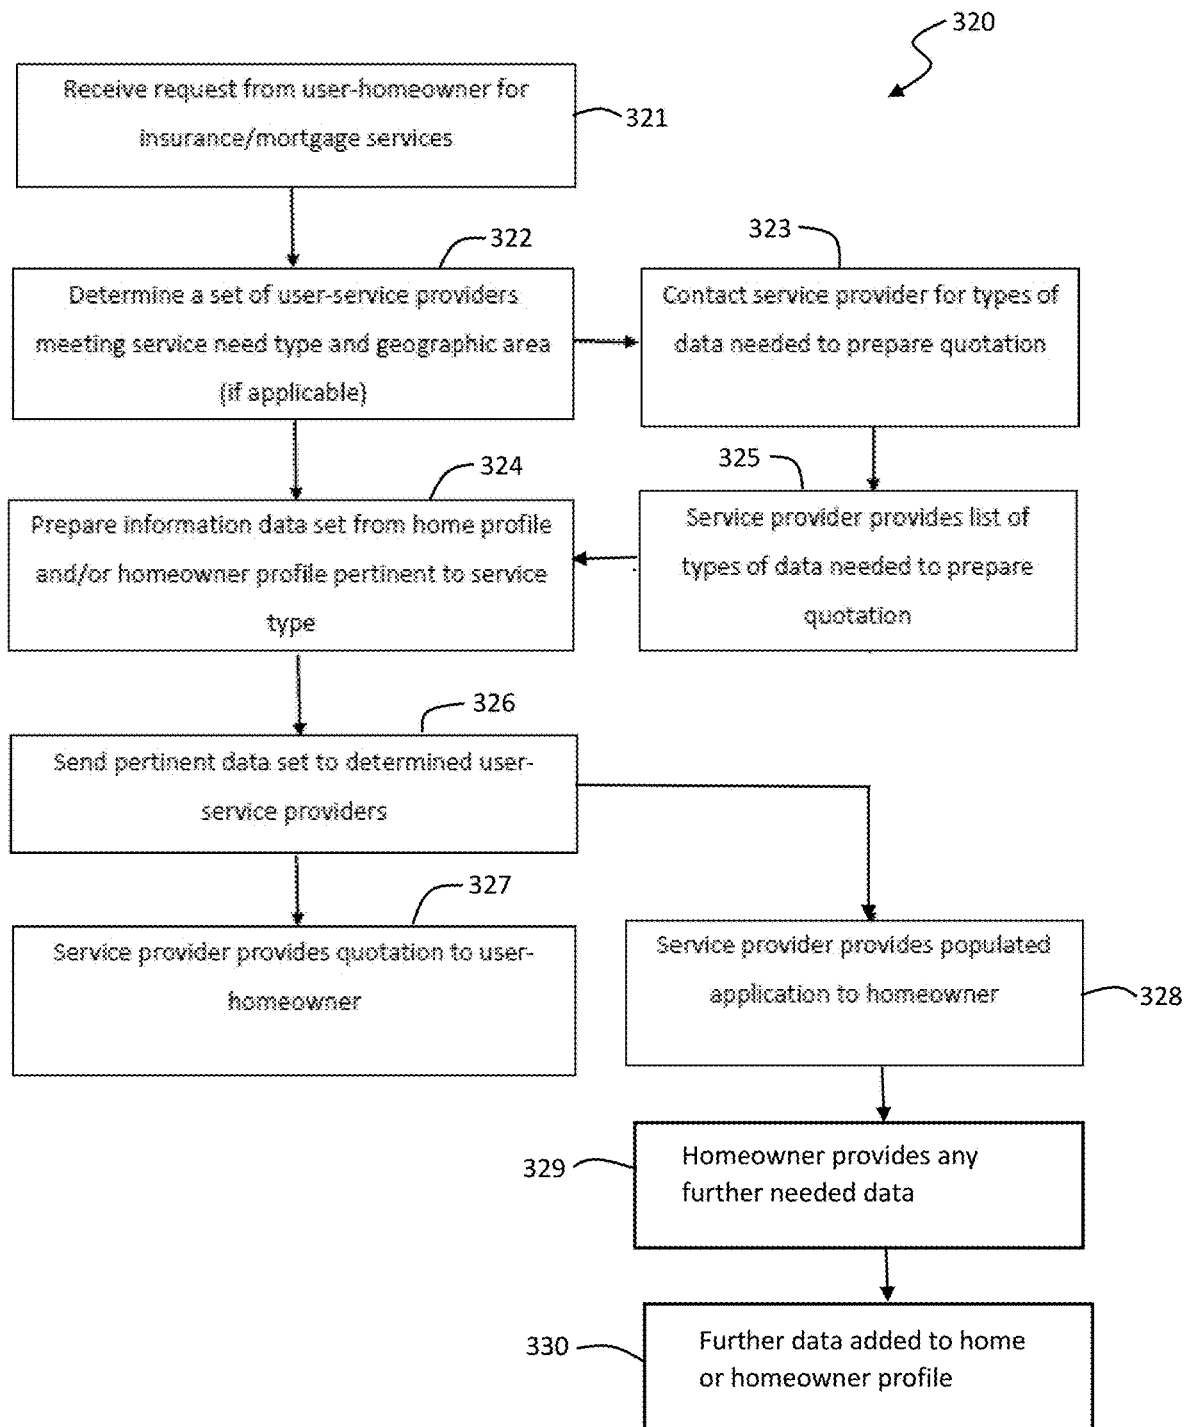 320
Receive request from user-homeowner for
insurance/mortgage services
321
322
Determine a set of user-service providers
meeting service need type and geographic area
(if applicable)
323
Contact service provider for types of
data needed to prepare quotation
324
Prepare information data set from home profile
and/or homeowner profile pertinent to service
type
325
Service provider provides list of
types of data needed to prepare
quotation
326
Send pertinent data set to determined user-
service providers
327
Service provider provides quotation to user-
homeowner
Service provider provides populated
application to homeowner
328
329
Homeowner provides any
further needed data
330
Further data added to home
or homeowner profile